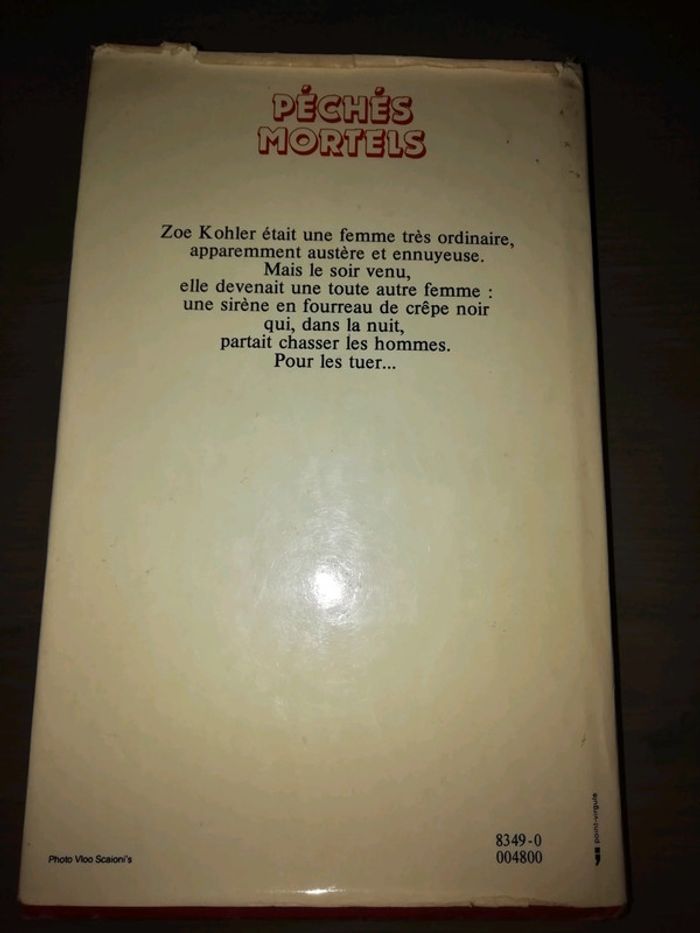 PÉCHÉS
MORTELS
Zoe Kohler était une femme très ordinaire,
apparemment austère et ennuyeuse.
Mais le soir venu,
elle devenait une toute autre femme :
une sirène en fourreau de crêpe noir
qui, dans la nuit,
partait chasser les hommes.
Pour les tuer...
8349-0
004800
Photo Vloo Scaioni's
point-virgule